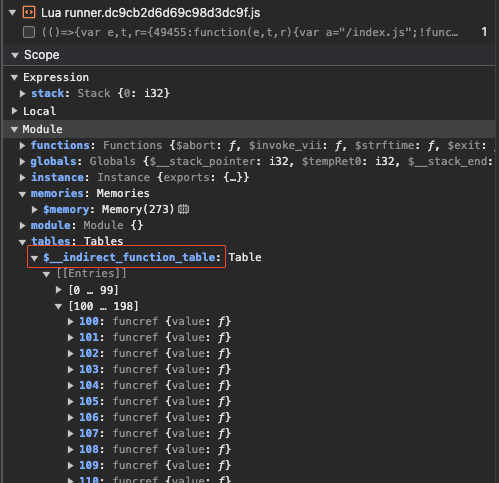 Lua runner.dc9cb2d6d69c98d3dc9f.js
(()=>{var e,t,r={49455:function(e,t,r){var a="/index.js";!func… 1
Scope
Expression
stack: Stack {0: i32}
Local
Module
functions: Functions {$abort: ƒ, $invoke_vii: ƒ, $strftime: ƒ, $exit:
globals: Globals {$__stack_pointer: i32, $tempRet0: i32, $__stack_end:
instance: Instance {exports: {…}}
memories: Memories
$memory: Memory(273)
module: Module {}
tables: Tables
$__indirect_function_table: Table
[[Entries]]
[0 … 99]
[100 … 198]
100: funcref {value: ƒ}
101: funcref {value: ƒ}
102: funcref {value: ƒ}
103: funcref {value: ƒ}
104: funcref {value: ƒ}
105: funcref {value: ƒ}
106: funcref {value: ƒ}
107: funcref {value: ƒ}
108: funcref {value: ƒ}
109: funcref {value: ƒ}
110: funcref {value: ƒ}